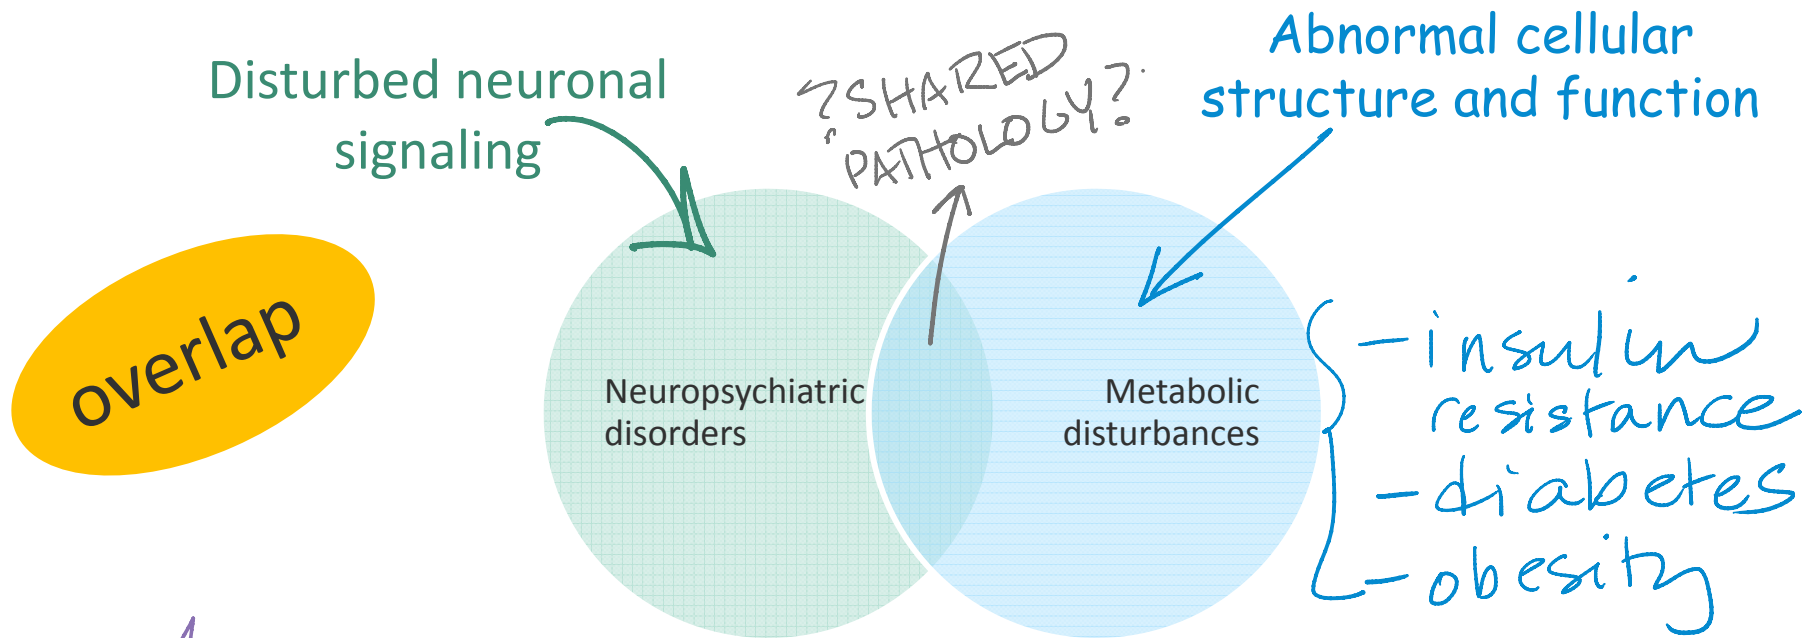 Disturbed neuronal
signaling
?SHARED
PATHOLOGY?
Abnormal cellular
structure and function
overlap
Neuropsychiatric
disorders
Metabolic
disturbances
- insulin
resistance
- diabetes
- obesity